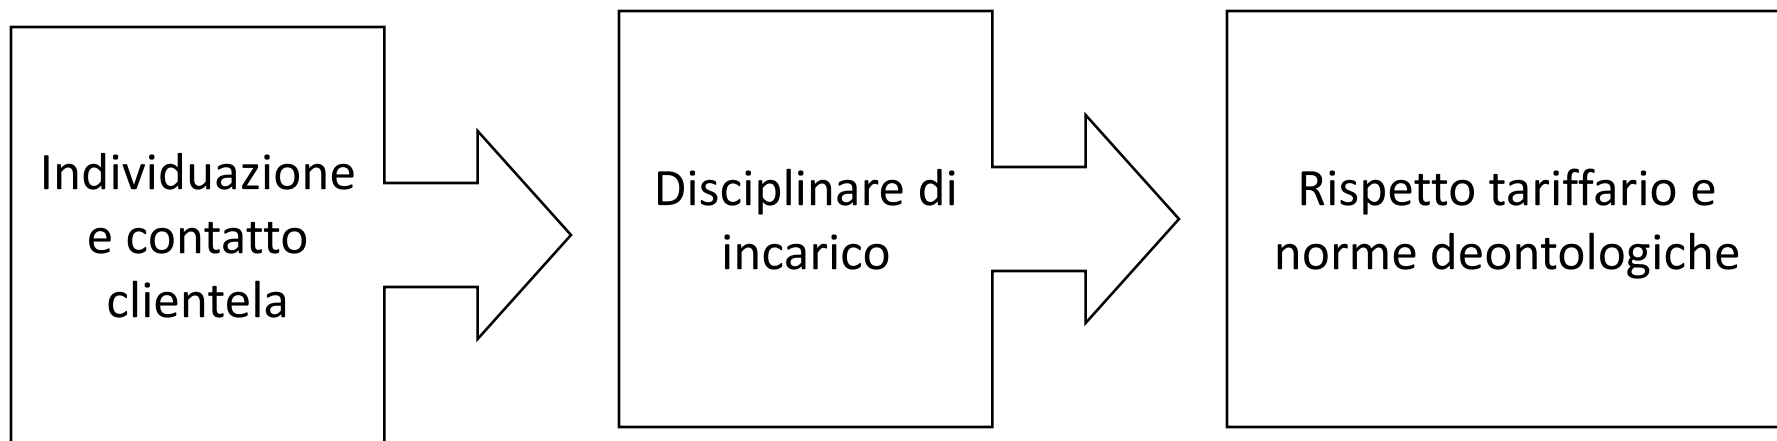 Individuazione
e contatto
clientela
Disciplinare di
incarico
Rispetto tariffario e
norme deontologiche